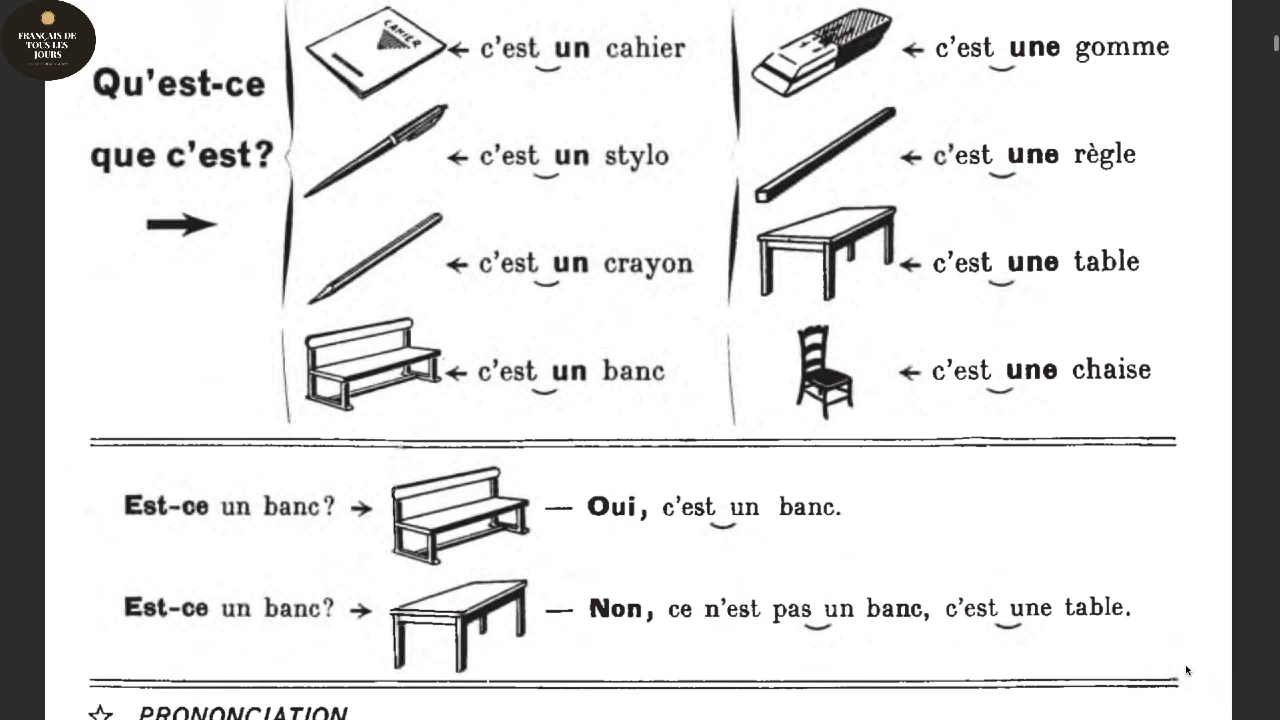 FRANÇAIS DE
TOUS LES
JOURS
Qu'est-ce
que c'est?
CAHIER
← c'est un cahier
← c'est un stylo
← c'est un crayon
← c'est un banc
← c'est une gomme
← c'est une règle
← c'est une table
← c'est une chaise
Est-ce un banc? → — Oui, c'est un banc.
Est-ce un banc? → — Non, ce n'est pas un banc, c'est une table.
☆ PRONONCIATION